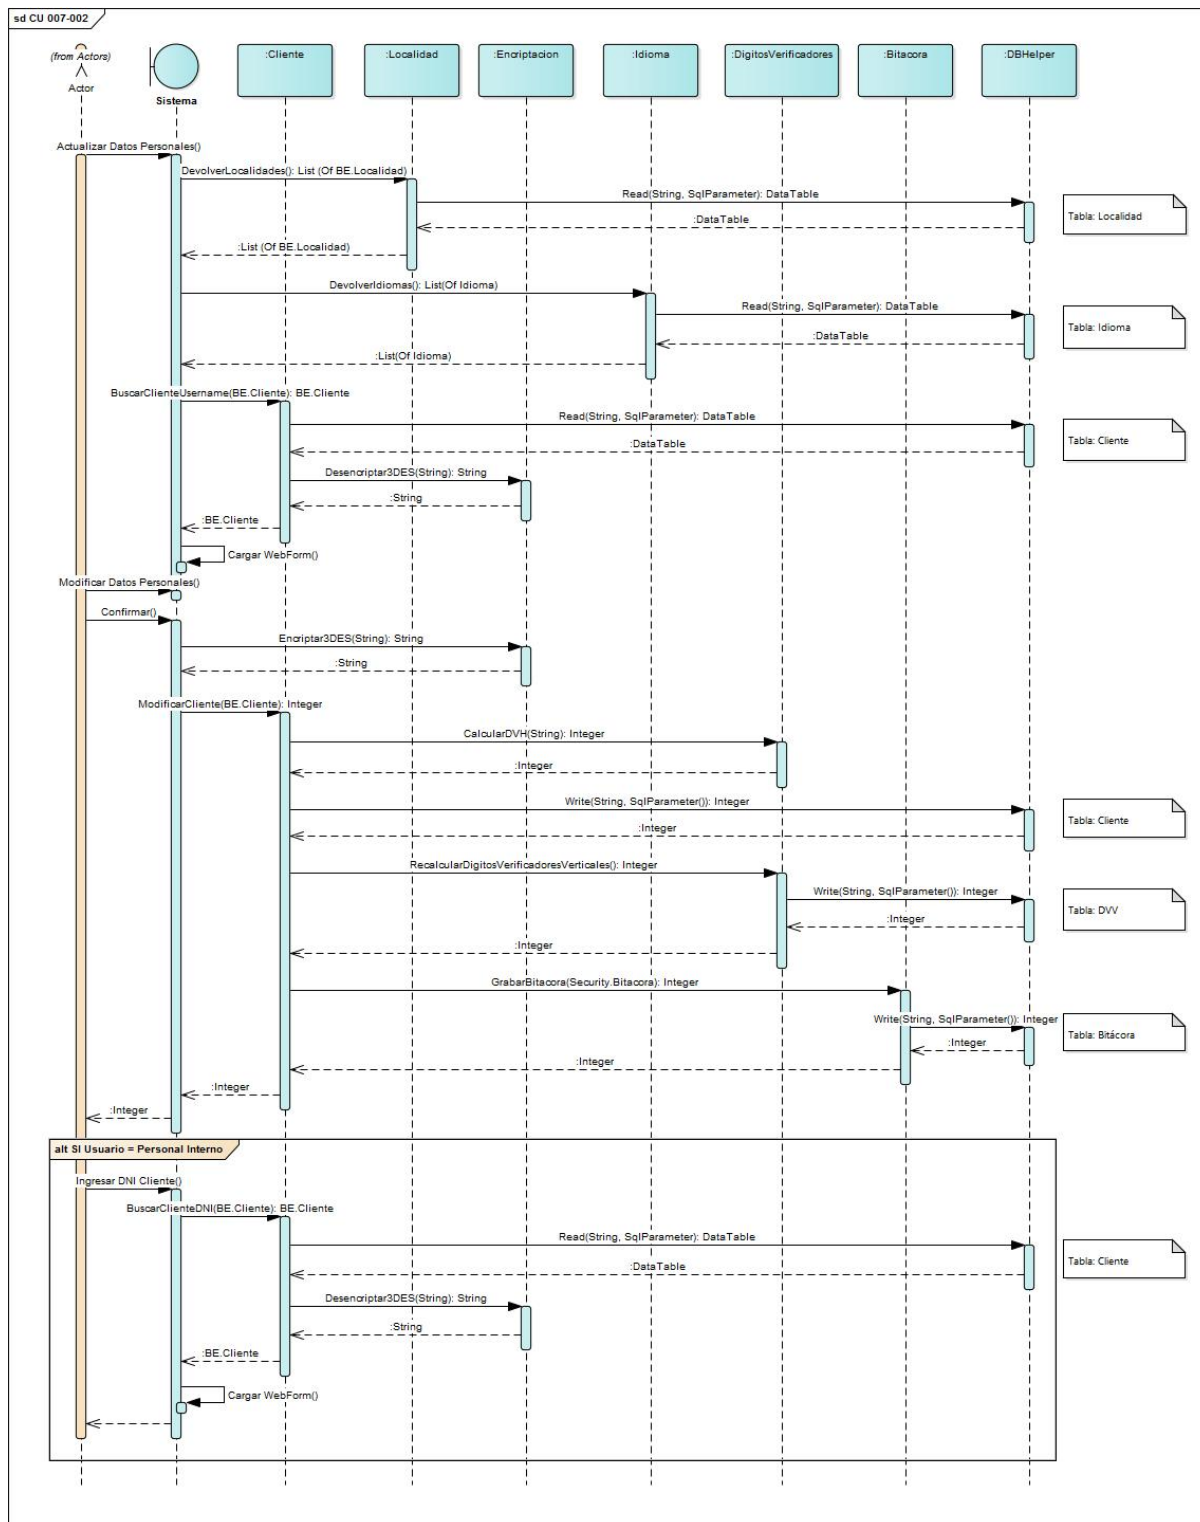 sd CU 007-002
(from Actors)
Actor
Sistema
:Cliente
:Localidad
:Encriptacion
:Idioma
:DigitosVerificadores
:Bitacora
:DBHelper
Actualizar Datos Personales()
DevolverLocalidades(): List (Of BE.Localidad)
Read(String, SqlParameter): DataTable
Tabla: Localidad
:DataTable
:List (Of BE.Localidad)
DevolverIdiomas(): List(Of Idioma)
Read(String, SqlParameter): DataTable
Tabla: Idioma
:DataTable
:List(Of Idioma)
BuscarClienteUsername(BE.Cliente): BE.Cliente
Read(String, SqlParameter): DataTable
Tabla: Cliente
:DataTable
Desencriptar3DES(String): String
:String
:BE.Cliente
Cargar WebForm()
Modificar Datos Personales()
Confirmar()
Encriptar3DES(String): String
:String
ModificarCliente(BE.Cliente): Integer
CalcularDVH(String): Integer
:Integer
Write(String, SqlParameter()): Integer
Tabla: Cliente
:Integer
RecalcularDigitosVerificadoresVerticales(): Integer
Write(String, SqlParameter()): Integer
Tabla: DVV
:Integer
:Integer
GrabarBitacora(Security.Bitacora): Integer
Write(String, SqlParameter()): Integer
Tabla: Bitácora
:Integer
:Integer
:Integer
:Integer
alt SI Usuario = Personal Interno
Ingresar DNI Cliente()
BuscarClienteDNI(BE.Cliente): BE.Cliente
Read(String, SqlParameter): DataTable
Tabla: Cliente
:DataTable
Desencriptar3DES(String): String
:String
:BE.Cliente
Cargar WebForm()